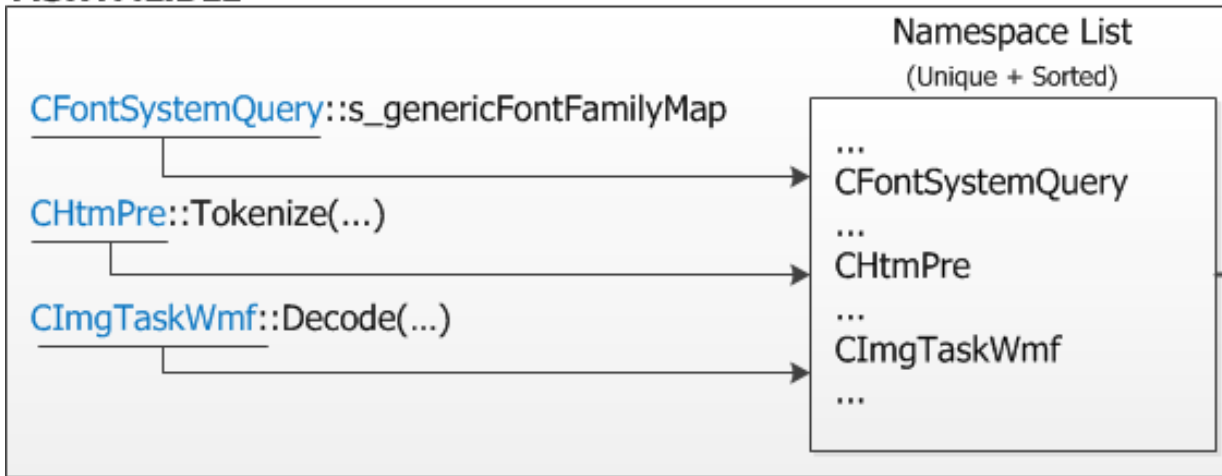 Namespace List
(Unique + Sorted)
CFontSystemQuery::s_genericFontFamilyMap
CHtmPre::Tokenize(...)
CImgTaskWmf::Decode(...)
...
CFontSystemQuery
...
CHtmPre
...
CImgTaskWmf
...